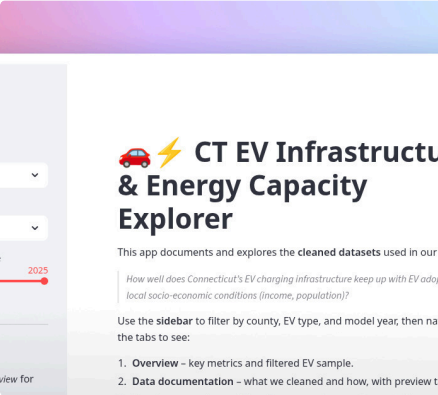 🚗⚡ CT EV Infrastructu
& Energy Capacity
Explorer
This app documents and explores the cleaned datasets used in our
How well does Connecticut's EV charging infrastructure keep up with EV adop
local socio-economic conditions (income, population)?
Use the sidebar to filter by county, EV type, and model year, then na
the tabs to see:
1. Overview – key metrics and filtered EV sample.
2. Data documentation – what we cleaned and how, with preview t
2025
view for